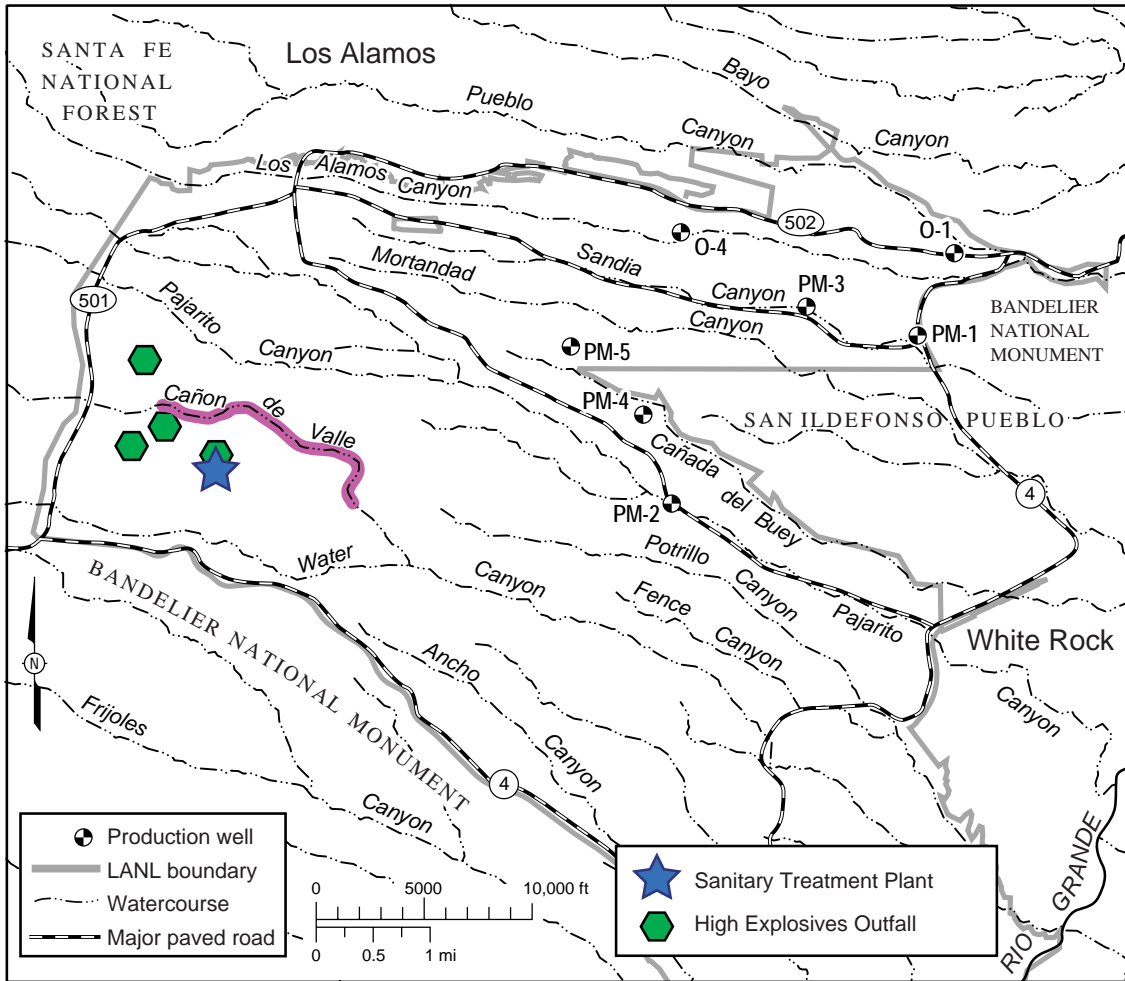 SANTA FE
NATIONAL
FOREST
Los Alamos
Bayo
Pueblo
Canyon
Canyon
Los Alamos Canyon
502
O-1
O-4
Mortandad
Sandia
Canyon
PM-3
Canyon
PM-1
BANDELIER
NATIONAL
MONUMENT
501
Pajarito
Canyon
PM-5
Cañon de Valle
PM-4
SAN ILDEFONSO PUEBLO
Cañada del Buey
4
PM-2
Water
Canyon
Potrillo
Canyon
Fence
Canyon
Pajarito
White Rock
Canyon
BANDELIER NATIONAL MONUMENT
Ancho
Canyon
N
Frijoles
Canyon
4
RIO GRANDE
Production well
LANL boundary
Watercourse
Major paved road
0 5000 10,000 ft
0 0.5 1 mi
Sanitary Treatment Plant
High Explosives Outfall